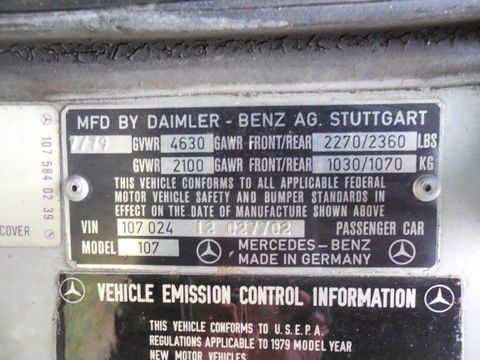 MFD BY DAIMLER - BENZ AG. STUTTGART
7/79 GVWR 4630 GAWR FRONT/REAR 2270/2360 LBS
GVWR 2100 GAWR FRONT/REAR 1030/1070 KG
THIS VEHICLE CONFORMS TO ALL APPLICABLE FEDERAL
MOTOR VEHICLE SAFETY AND BUMPER STANDARDS IN
EFFECT ON THE DATE OF MANUFACTURE SHOWN ABOVE
VIN 107 024 12 027702 PASSENGER CAR
MODEL 107 MERCEDES-BENZ
MADE IN GERMANY
107 584 02 39
COVER
VEHICLE EMISSION CONTROL INFORMATION
THIS VEHICLE CONFORMS TO U.S.E.P.A.
REGULATIONS APPLICABLE TO 1979 MODEL YEAR
NEW MOTOR VEHICLES